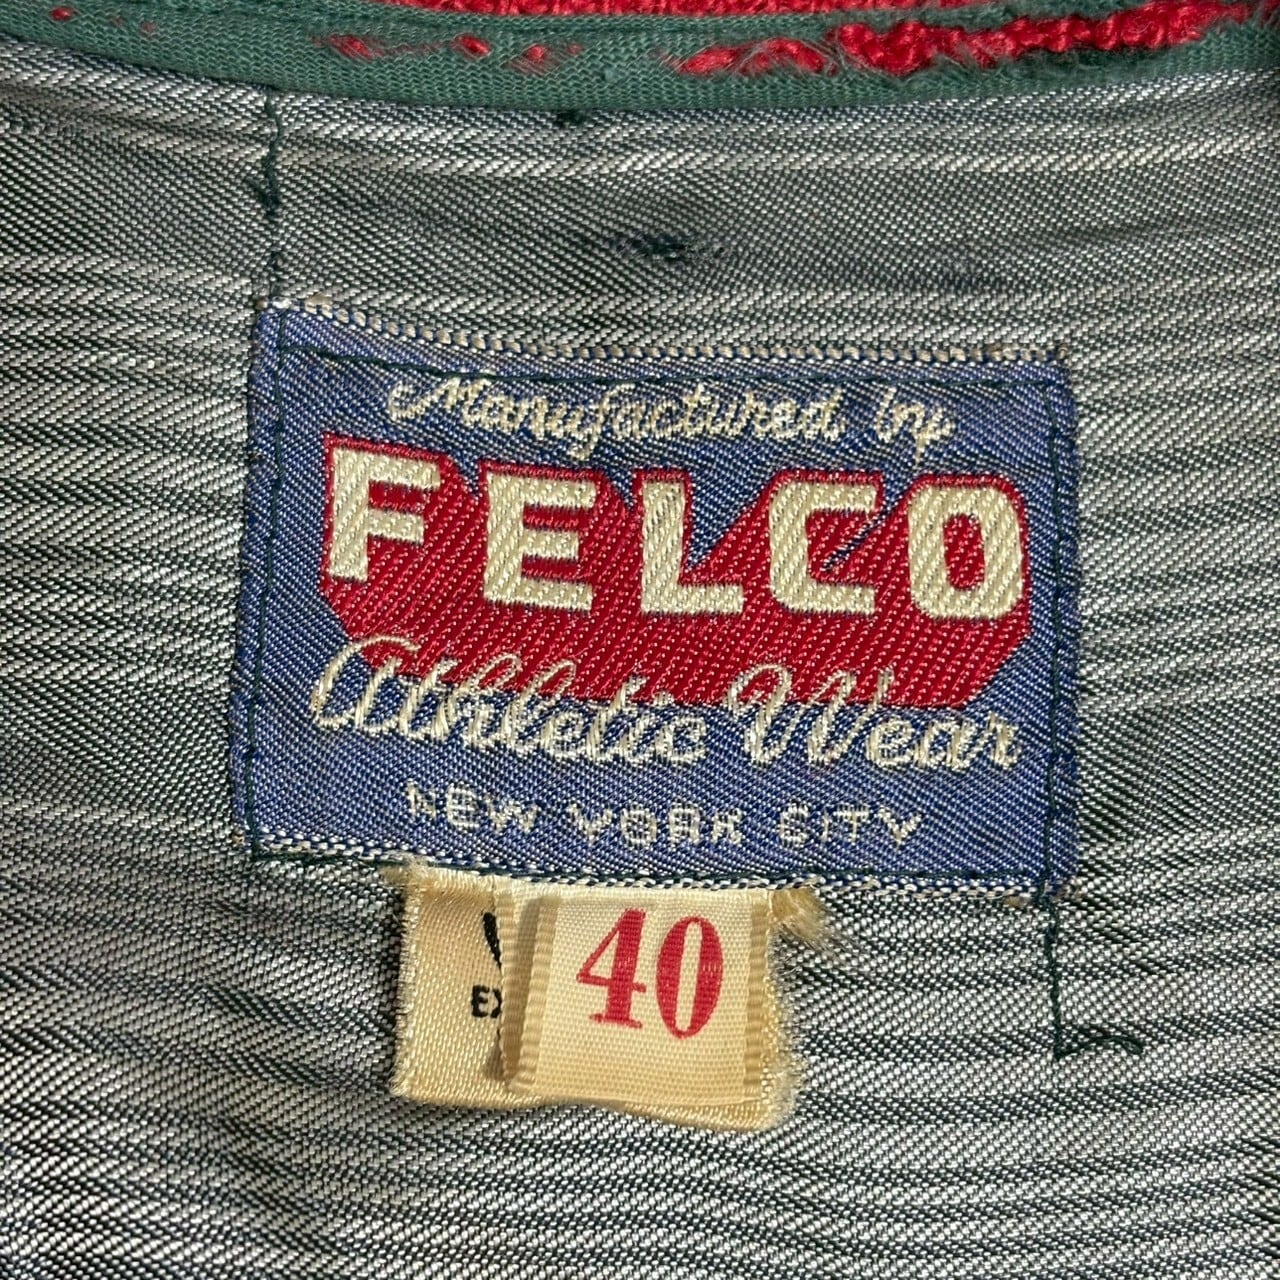 Manufactured by
FELCO
Athletic Wear
NEW YORK CITY
40